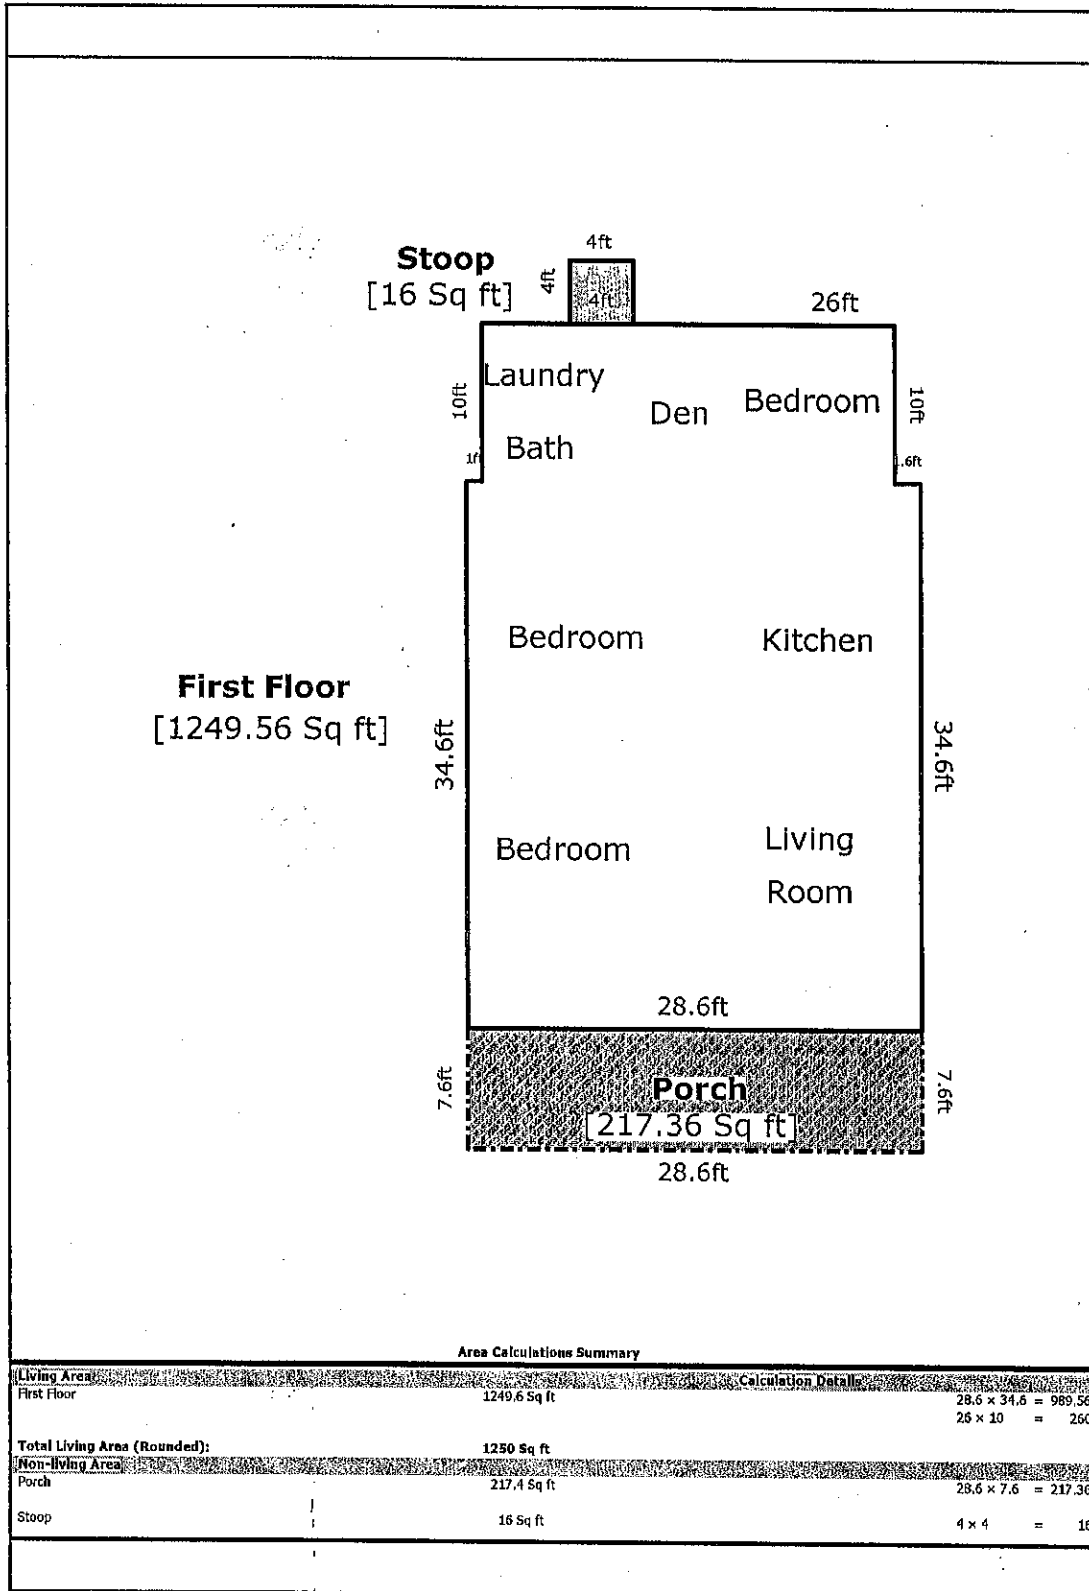 4ft
Stoop
4ft
[16 Sq ft]
4ft
26ft
Laundry
10ft
Den
Bedroom
10ft
Bath
1ft
.6ft
Bedroom
Kitchen
First Floor
[1249.56 Sq ft]
34.6ft
34.6ft
Bedroom
Living
Room
28.6ft
7.6ft
Porch
7.6ft
[217.36 Sq ft]
28.6ft
Area Calculations Summary
Living Area Calculation Details
First Floor 1249.6 Sq ft 28.6 × 34.6 = 989.56
26 × 10 = 260
Total Living Area (Rounded): 1250 Sq ft
Non-living Area
Porch 217.4 Sq ft 28.6 × 7.6 = 217.36
Stoop 16 Sq ft 4 × 4 = 16